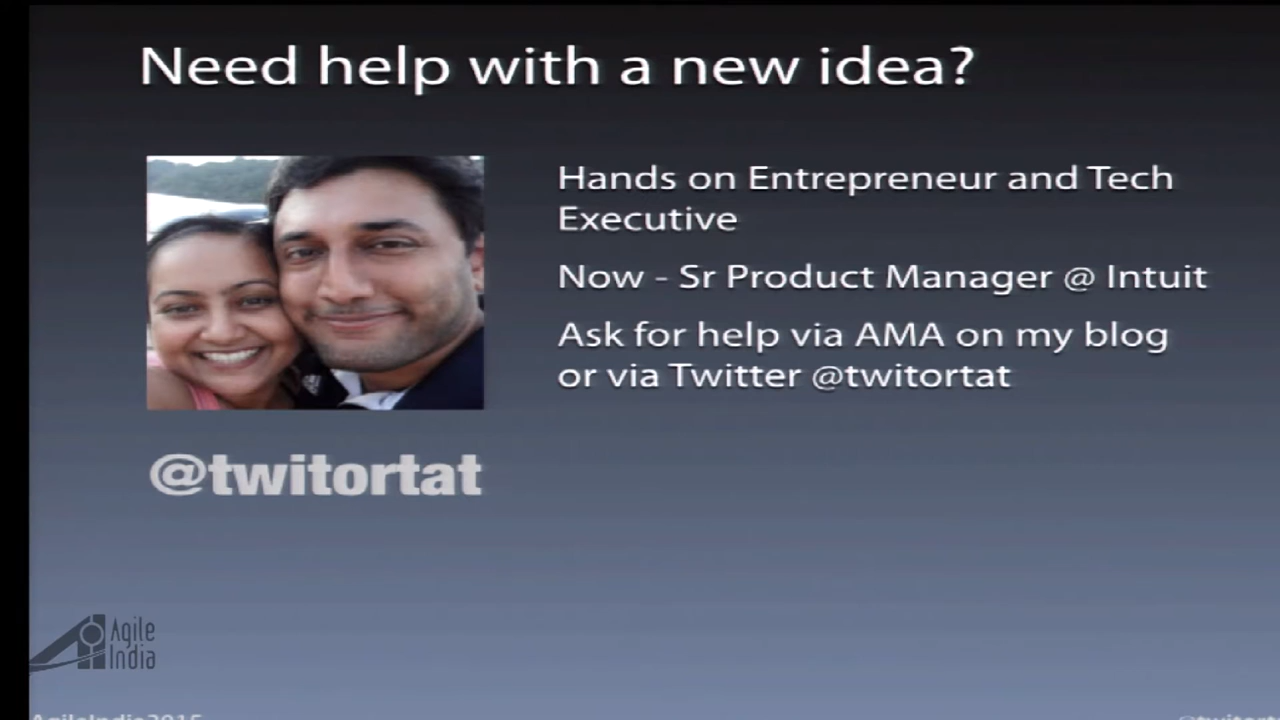 Need help with a new idea?
Hands on Entrepreneur and Tech
Executive
Now - Sr Product Manager @ Intuit
Ask for help via AMA on my blog
or via Twitter @twitortat
@twitortat
Agile
India